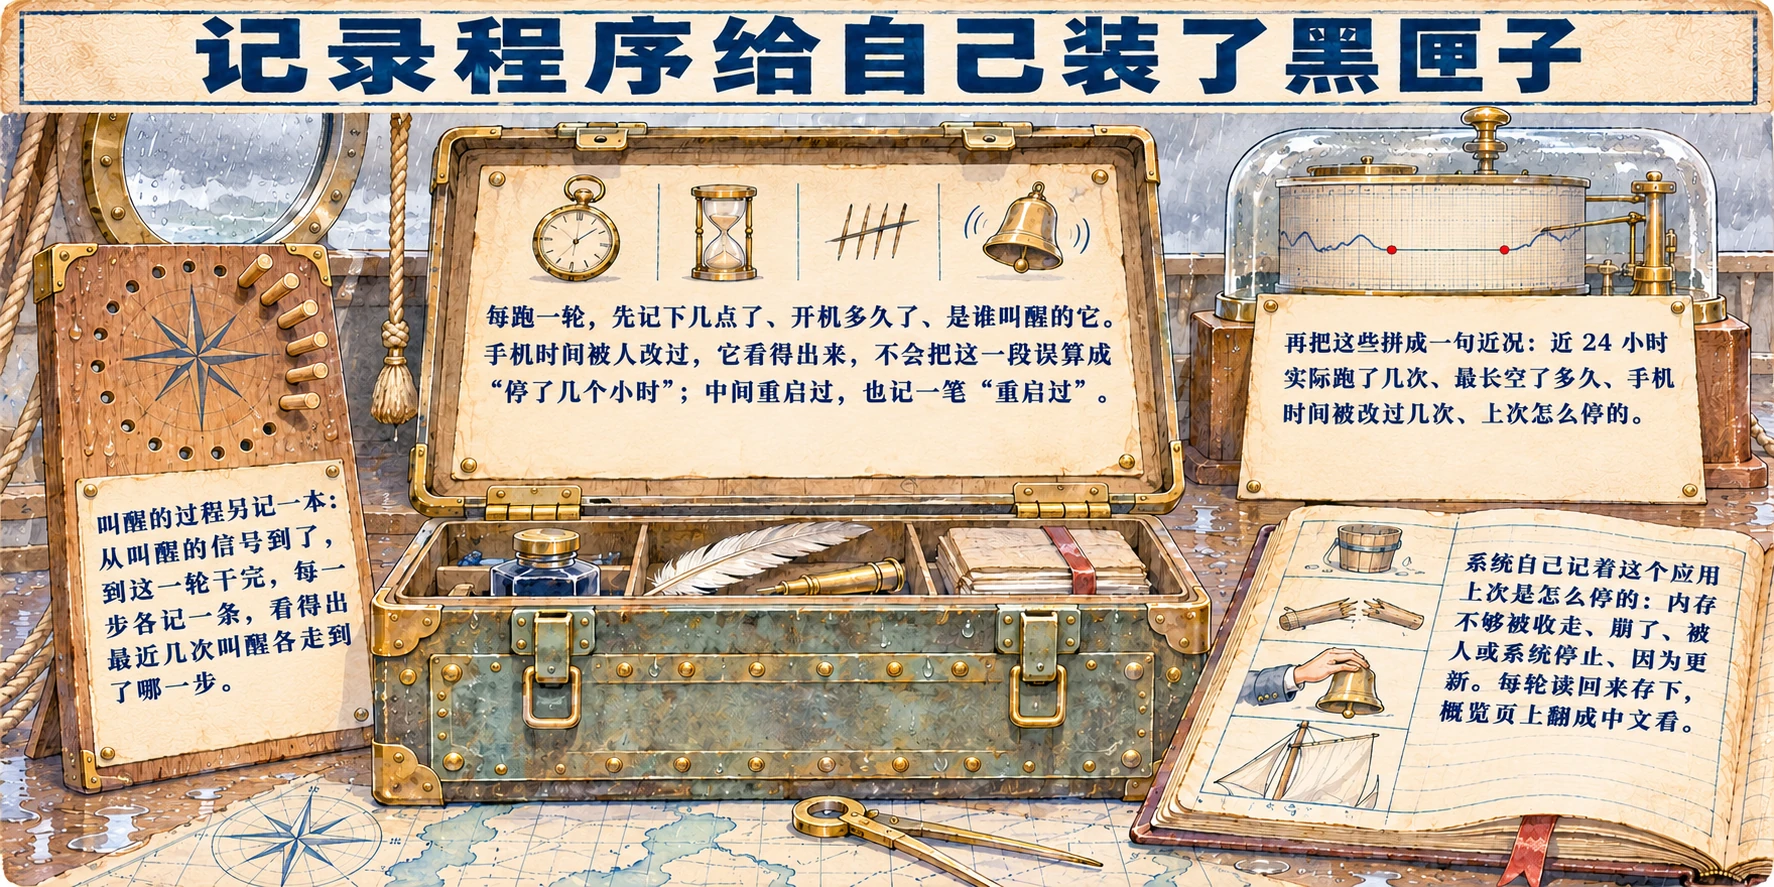 记录程序给自己装了黑匣子
每跑一轮，先记下几点了、开机多久了、是谁叫醒的它。
手机时间被人改过，它看得出来，不会把这一段误算成
“停了几个小时”；中间重启过，也记一笔“重启过”。
再把这些拼成一句近况：近 24 小时
实际跑了几次、最长空了多久、手机
时间被改过几次、上次怎么停的。
叫醒的过程另记一本：
从叫醒的信号到了，
到这一轮干完，每一
步各记一条，看得出
最近几次叫醒各走到
了哪一步。
系统自己记着这个应用
上次是怎么停的：内存
不够被收走、崩了、被
人或系统停止、因为更
新。每轮读回来存下，
概览页上翻成中文看。